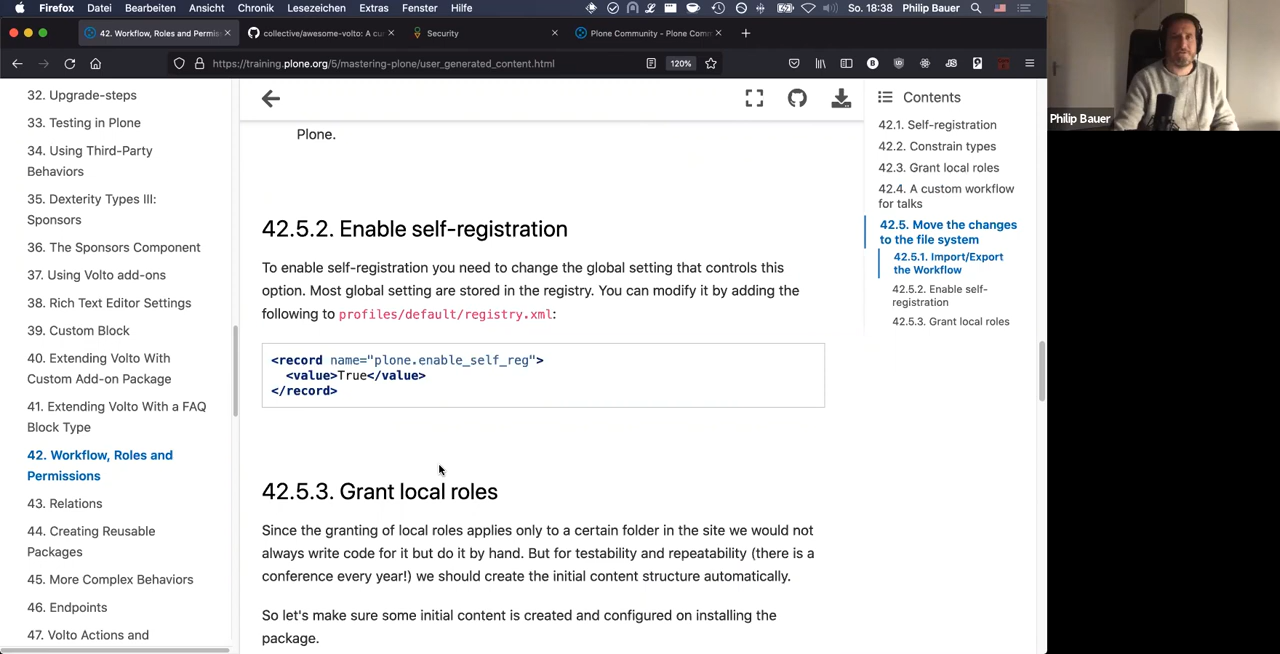 Firefox Datei Bearbeiten Ansicht Chronik Lesezeichen Extras Fenster Hilfe So. 18:38 Philip Bauer
42. Workflow, Roles and Permis
collective/awesome-volto: A cu
Security
Plone Community - Plone Comm
https://training.plone.org/5/mastering-plone/user_generated_content.html
120%
32. Upgrade-steps
33. Testing in Plone
34. Using Third-Party
Behaviors
35. Dexterity Types III:
Sponsors
36. The Sponsors Component
37. Using Volto add-ons
38. Rich Text Editor Settings
39. Custom Block
40. Extending Volto With
Custom Add-on Package
41. Extending Volto With a FAQ
Block Type
42. Workflow, Roles and
Permissions
43. Relations
44. Creating Reusable
Packages
45. More Complex Behaviors
46. Endpoints
47. Volto Actions and
Plone.
42.5.2. Enable self-registration
To enable self-registration you need to change the global setting that controls this
option. Most global setting are stored in the registry. You can modify it by adding the
following to profiles/default/registry.xml:
<record name="plone.enable_self_reg">
<value>True</value>
</record>
42.5.3. Grant local roles
Since the granting of local roles applies only to a certain folder in the site we would not
always write code for it but do it by hand. But for testability and repeatability (there is a
conference every year!) we should create the initial content structure automatically.
So let's make sure some initial content is created and configured on installing the
package.
Contents
42.1. Self-registration
42.2. Constrain types
42.3. Grant local roles
42.4. A custom workflow
for talks
42.5. Move the changes
to the file system
42.5.1. Import/Export
the Workflow
42.5.2. Enable self-
registration
42.5.3. Grant local roles
Philip Bauer